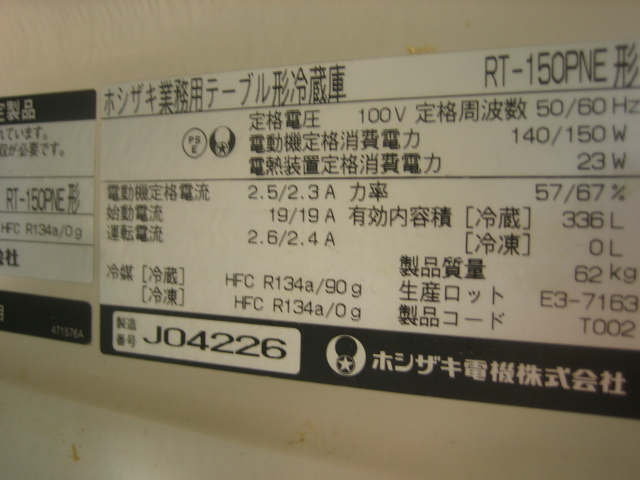 定製品
れています。
収が必要です。
RT-150PNE 形
HFC R134a/0g
会社
用
471576A
ホシザキ業務用テーブル形冷蔵庫 RT-150PNE 形
PS E
定格電圧 100V 定格周波数 50/60 Hz
電動機定格消費電力 140/150 W
電熱装置定格消費電力 23 W
電動機定格電流 2.5/2.3 A 力率 57/67 %
始動電流 19/19 A 有効内容積 [冷蔵] 336 L
運転電流 2.6/2.4 A [冷凍] 0 L
製品質量 62 kg
冷媒 [冷蔵] HFC R134a/90 g 生産ロット E3-7163
[冷凍] HFC R134a/0 g 製品コード T002
製造番号 J04226
ホシザキ電機株式会社